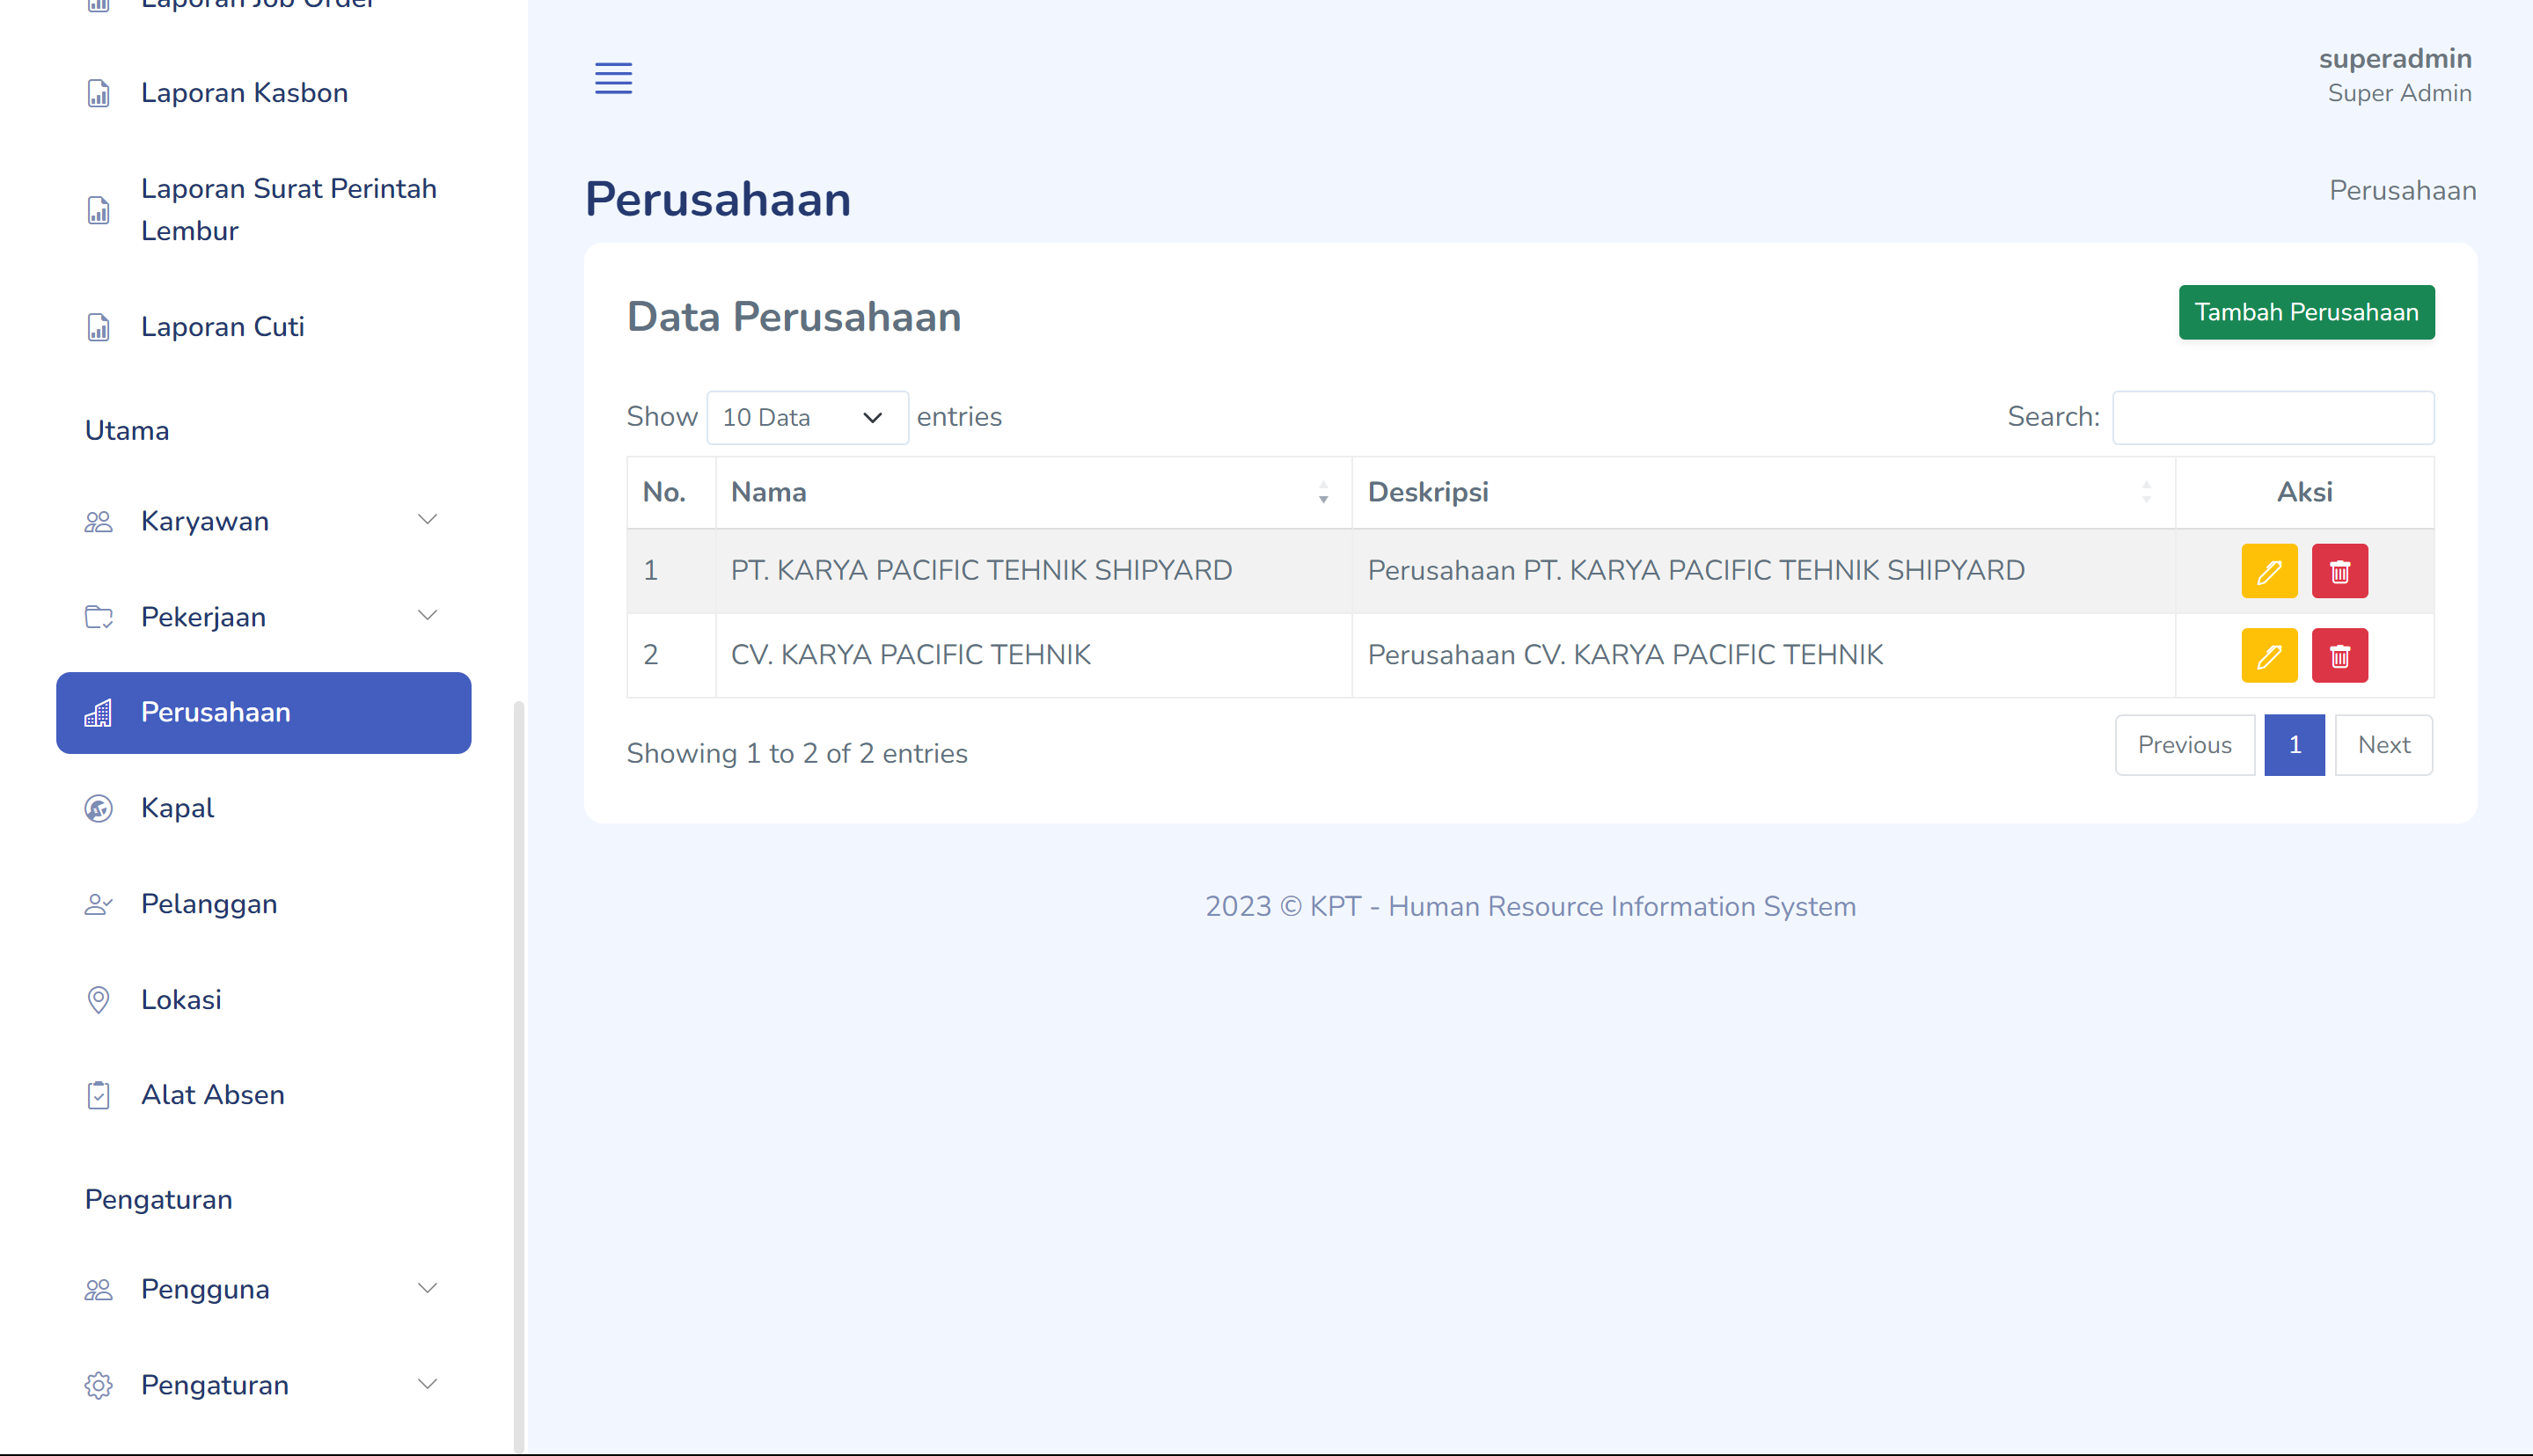 Laporan Job Order
Laporan Kasbon
Laporan Surat Perintah
Lembur
Laporan Cuti
Utama
Karyawan
Pekerjaan
Perusahaan
Kapal
Pelanggan
Lokasi
Alat Absen
Pengaturan
Pengguna
Pengaturan
superadmin
Super Admin
Perusahaan
Perusahaan
Data Perusahaan
Tambah Perusahaan
Show 10 Data entries
Search:
No. Nama Deskripsi Aksi
1 PT. KARYA PACIFIC TEHNIK SHIPYARD Perusahaan PT. KARYA PACIFIC TEHNIK SHIPYARD
2 CV. KARYA PACIFIC TEHNIK Perusahaan CV. KARYA PACIFIC TEHNIK
Showing 1 to 2 of 2 entries
Previous 1 Next
2023 © KPT - Human Resource Information System